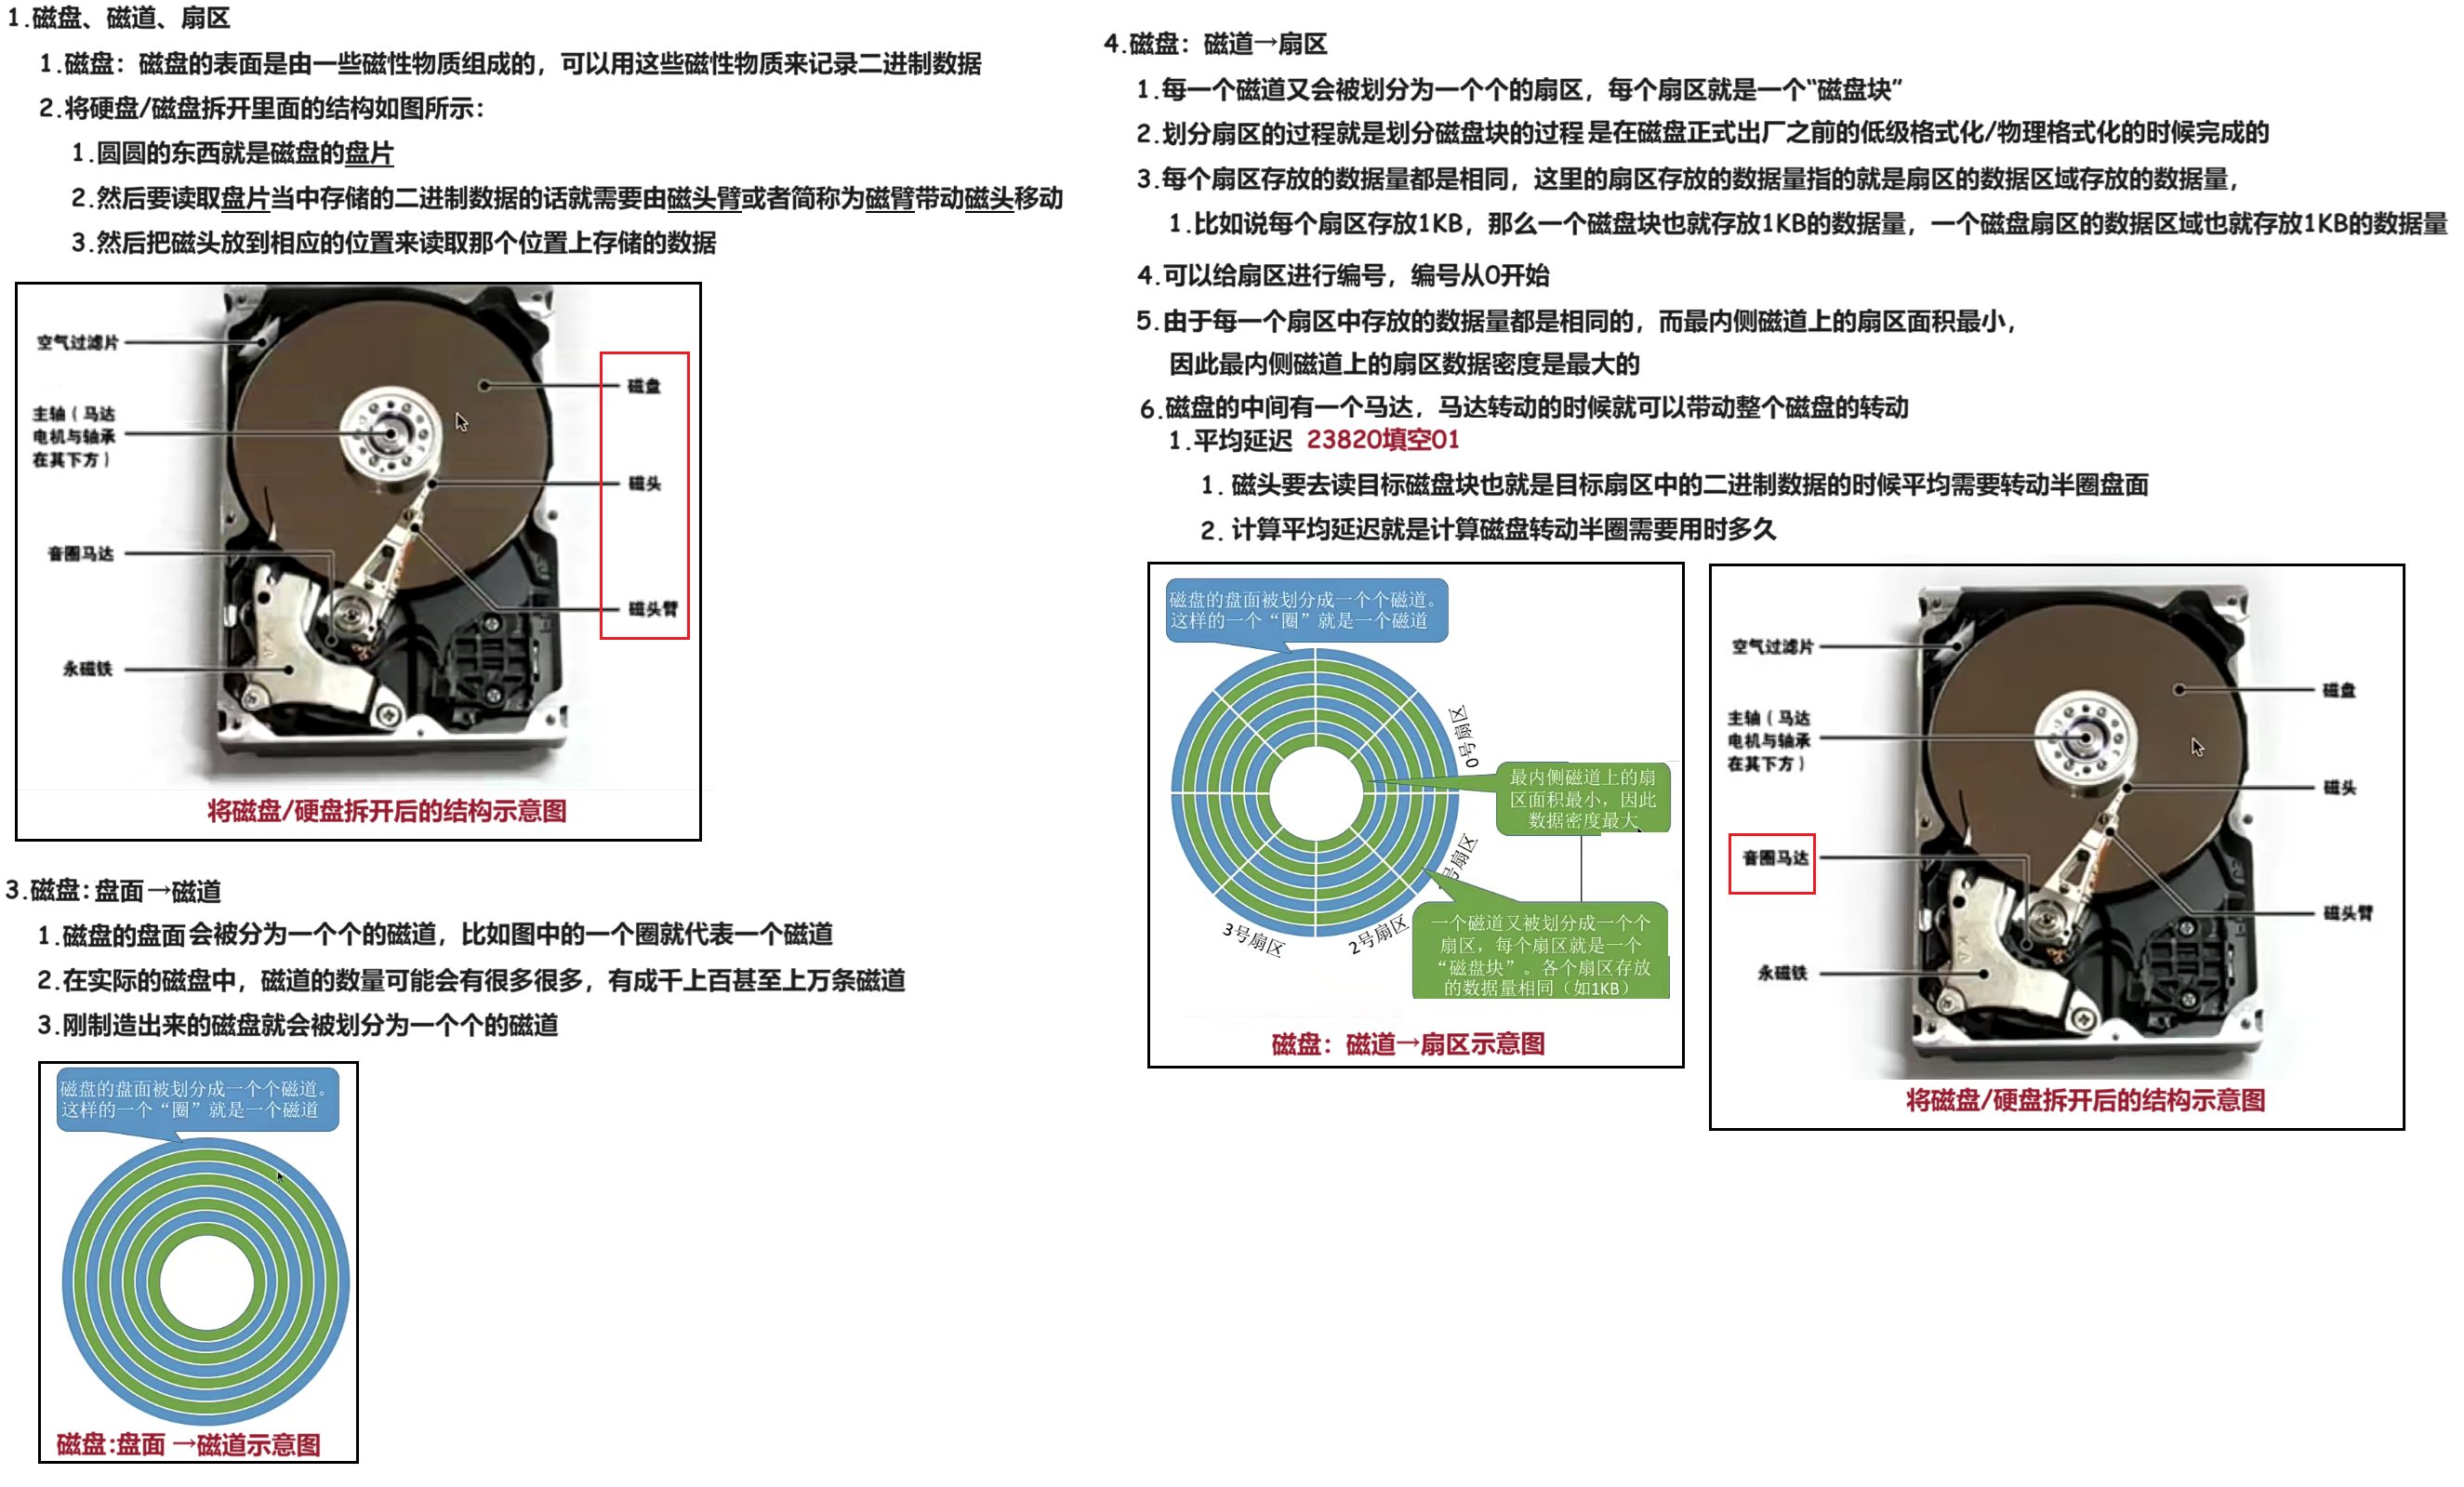 1.磁盘、磁道、扇区
1.磁盘：磁盘的表面是由一些磁性物质组成的，可以用这些磁性物质来记录二进制数据
2.将硬盘/磁盘拆开里面的结构如图所示：
1.圆圆的东西就是磁盘的盘片
2.然后要读取盘片当中存储的二进制数据的话就需要由磁头臂或者简称为磁臂带动磁头移动
3.然后把磁头放到相应的位置来读取那个位置上存储的数据
空气过滤片
主轴（马达
电机与轴承
在其下方）
音圈马达
永磁铁
磁盘
磁头
磁头臂
将磁盘/硬盘拆开后的结构示意图
3.磁盘：盘面→磁道
1.磁盘的盘面会被分为一个个的磁道，比如图中的一个圈就代表一个磁道
2.在实际的磁盘中，磁道的数量可能会有很多很多，有成千上百甚至上万条磁道
3.刚制造出来的磁盘就会被划分为一个个的磁道
磁盘的盘面被划分成一个个磁道。
这样的一个“圈”就是一个磁道
磁盘:盘面 →磁道示意图
4.磁盘：磁道→扇区
1.每一个磁道又会被划分为一个个的扇区，每个扇区就是一个“磁盘块”
2.划分扇区的过程就是划分磁盘块的过程 是在磁盘正式出厂之前的低级格式化/物理格式化的时候完成的
3.每个扇区存放的数据量都是相同，这里的扇区存放的数据量指的就是扇区的数据区域存放的数据量，
1.比如说每个扇区存放1KB，那么一个磁盘块也就存放1KB的数据量，一个磁盘扇区的数据区域也就存放1KB的数据量
4.可以给扇区进行编号，编号从0开始
5.由于每一个扇区中存放的数据量都是相同的，而最内侧磁道上的扇区面积最小，
因此最内侧磁道上的扇区数据密度是最大的
6.磁盘的中间有一个马达，马达转动的时候就可以带动整个磁盘的转动
1.平均延迟 23820填空01
1. 磁头要去读目标磁盘块也就是目标扇区中的二进制数据的时候平均需要转动半圈盘面
2. 计算平均延迟就是计算磁盘转动半圈需要用时多久
磁盘的盘面被划分成一个个磁道。
这样的一个“圈”就是一个磁道
0号扇区
最内侧磁道上的扇
区面积最小，因此
数据密度最大
号扇区
2号扇区
3号扇区
一个磁道又被划分成一个个
扇区，每个扇区就是一个
“磁盘块”。各个扇区存放
的数据量相同（如1KB）
磁盘：磁道→扇区示意图
空气过滤片
主轴（马达
电机与轴承
在其下方）
音圈马达
永磁铁
磁盘
磁头
磁头臂
将磁盘/硬盘拆开后的结构示意图